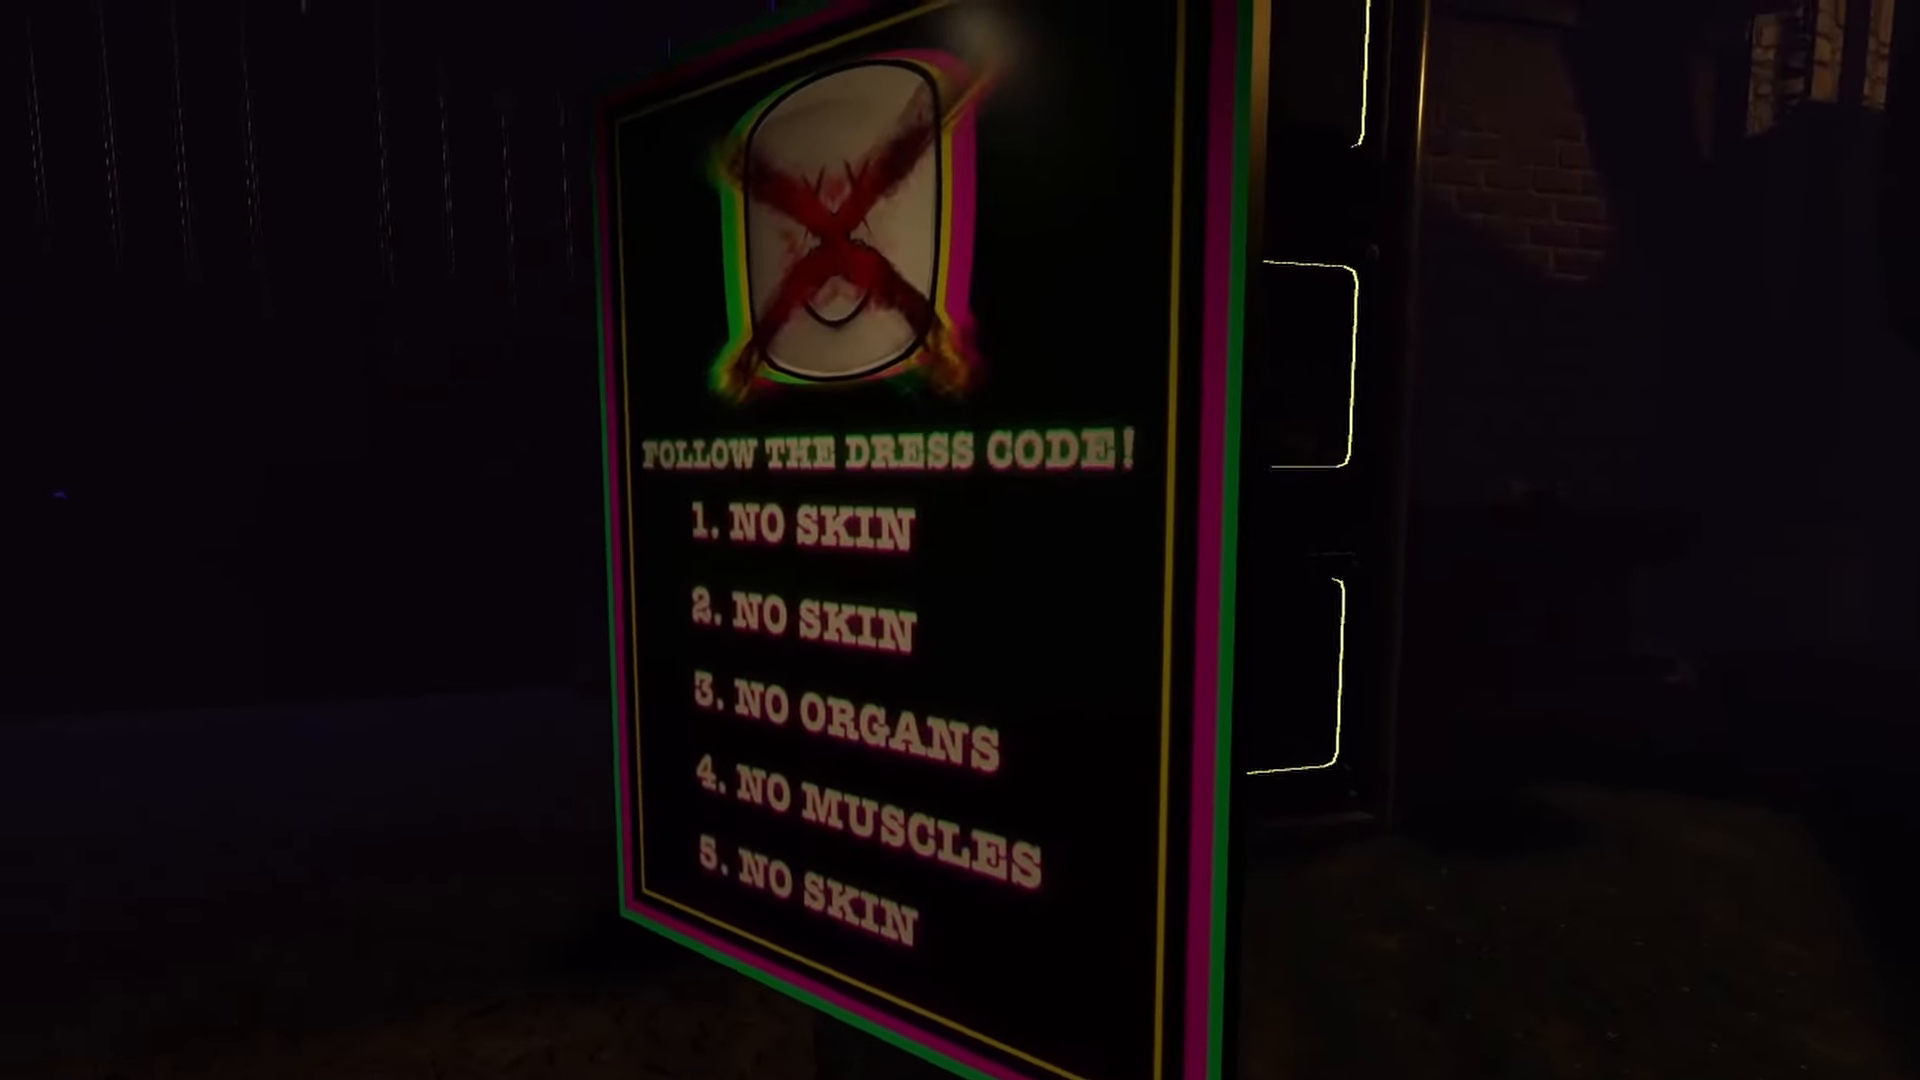 FOLLOW THE DRESS CODE!
1. NO SKIN
2. NO SKIN
3. NO ORGANS
4. NO MUSCLES
5. NO SKIN